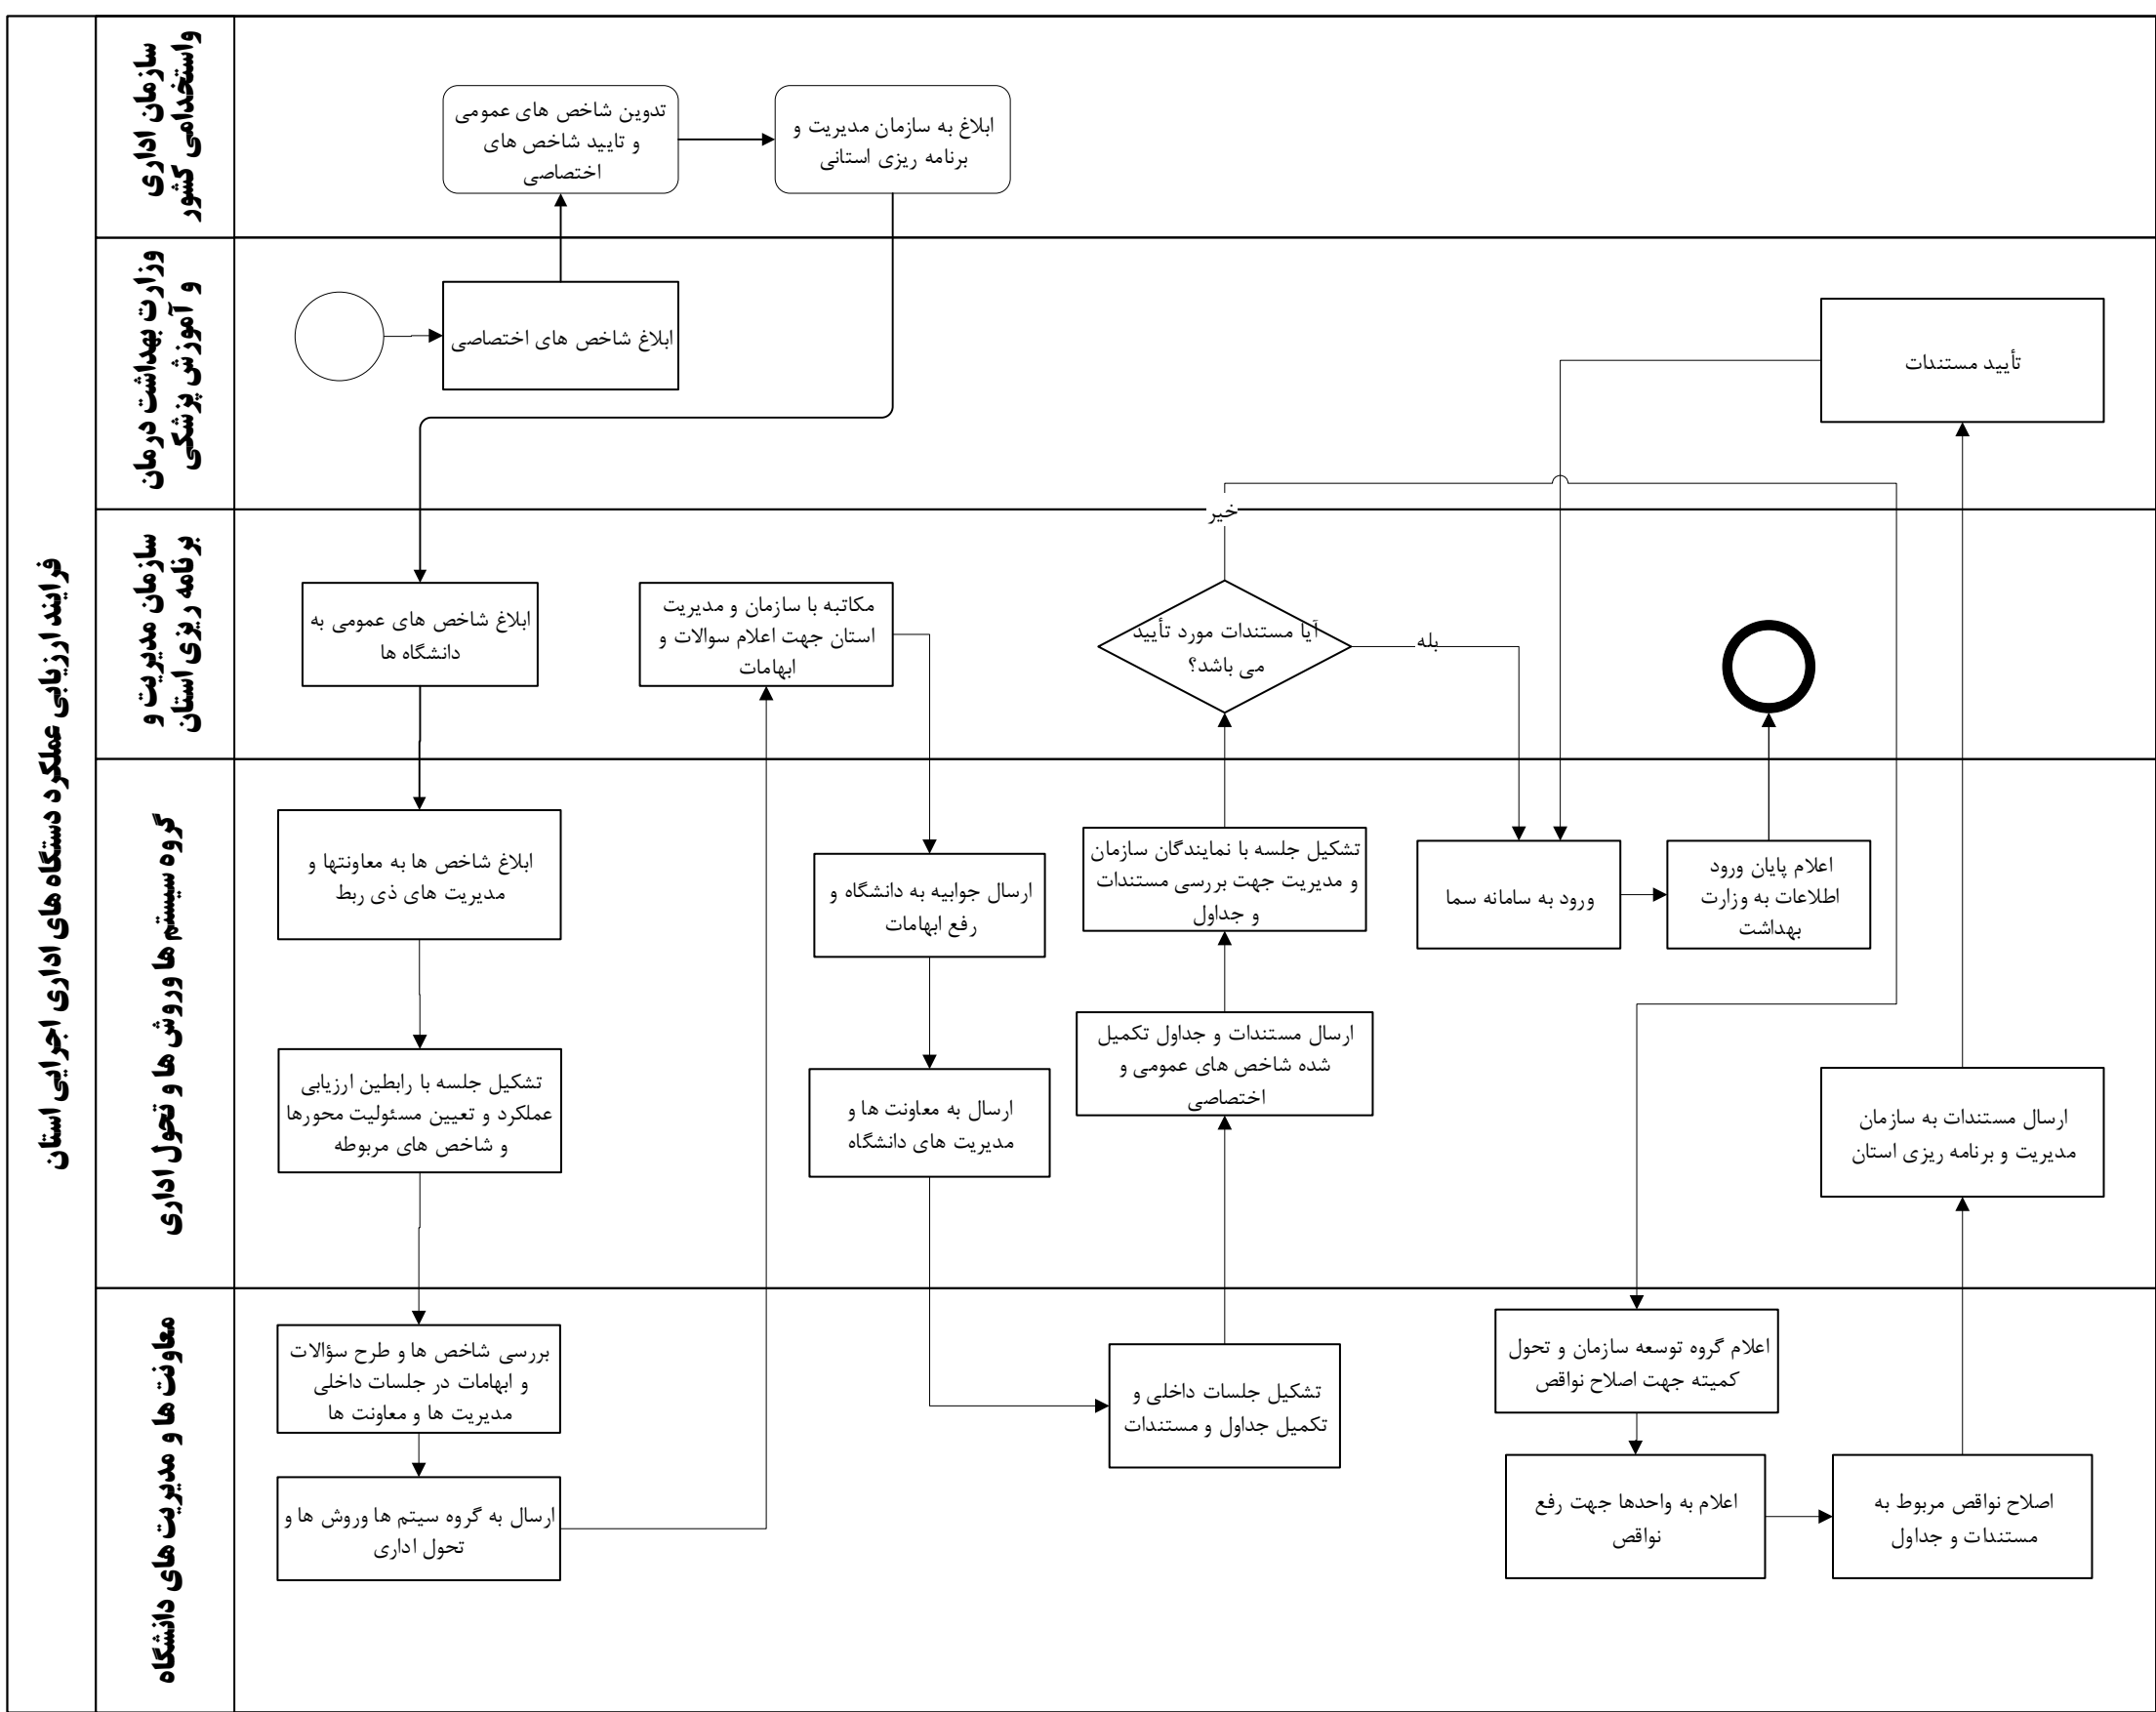 فرایند ارزیابی عملکرد دستگاه های اداری اجرایی استان
سازمان اداری
واستخدامی کشور
تدوین شاخص های عمومی
و تایید شاخص های
اختصاصی
ابلاغ به سازمان مدیریت و
برنامه ریزی استانی
وزارت بهداشت درمان
و آموزش پزشکی
ابلاغ شاخص های اختصاصی
تأیید مستندات
خیر
سازمان مدیریت و
برنامه ریزی استان
ابلاغ شاخص های عمومی به
دانشگاه ها
مکاتبه با سازمان و مدیریت
استان جهت اعلام سوالات و
ابهامات
آیا مستندات مورد تأیید
می باشد؟
بله
گروه سیستم ها وروش ها و تحول اداری
ابلاغ شاخص ها به معاونتها و
مدیریت های ذی ربط
تشکیل جلسه با رابطین ارزیابی
عملکرد و تعیین مسئولیت محورها
و شاخص های مربوطه
ارسال جوابیه به دانشگاه و
رفع ابهامات
ارسال به معاونت ها و
مدیریت های دانشگاه
تشکیل جلسه با نمایندگان سازمان
و مدیریت جهت بررسی مستندات
و جداول
ارسال مستندات و جداول تکمیل
شده شاخص های عمومی و
اختصاصی
ورود به سامانه سما
اعلام پایان ورود
اطلاعات به وزارت
بهداشت
ارسال مستندات به سازمان
مدیریت و برنامه ریزی استان
معاونت ها و مدیریت های دانشگاه
بررسی شاخص ها و طرح سؤالات
و ابهامات در جلسات داخلی
مدیریت ها و معاونت ها
ارسال به گروه سیتم ها وروش ها و
تحول اداری
تشکیل جلسات داخلی و
تکمیل جداول و مستندات
اعلام گروه توسعه سازمان و تحول
کمیته جهت اصلاح نواقص
اعلام به واحدها جهت رفع
نواقص
اصلاح نواقص مربوط به
مستندات و جداول